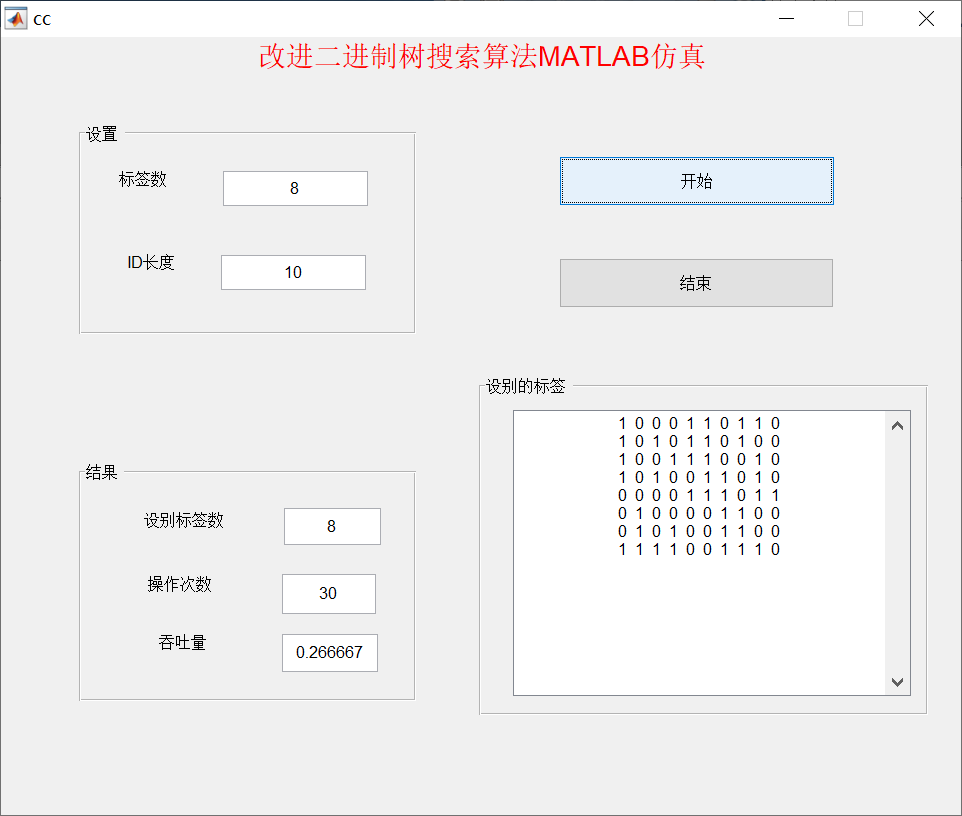 cc
改进二进制树搜索算法MATLAB仿真
设置
标签数
8
ID长度
10
开始
结束
设别的标签
1 0 0 0 1 1 0 1 1 0
1 0 1 0 1 1 0 1 0 0
1 0 0 1 1 1 0 0 1 0
1 0 1 0 0 1 1 0 1 0
0 0 0 0 1 1 1 0 1 1
0 1 0 0 0 0 1 1 0 0
0 1 0 1 0 0 1 1 0 0
1 1 1 1 0 0 1 1 1 0
结果
设别标签数
8
操作次数
30
吞吐量
0.266667